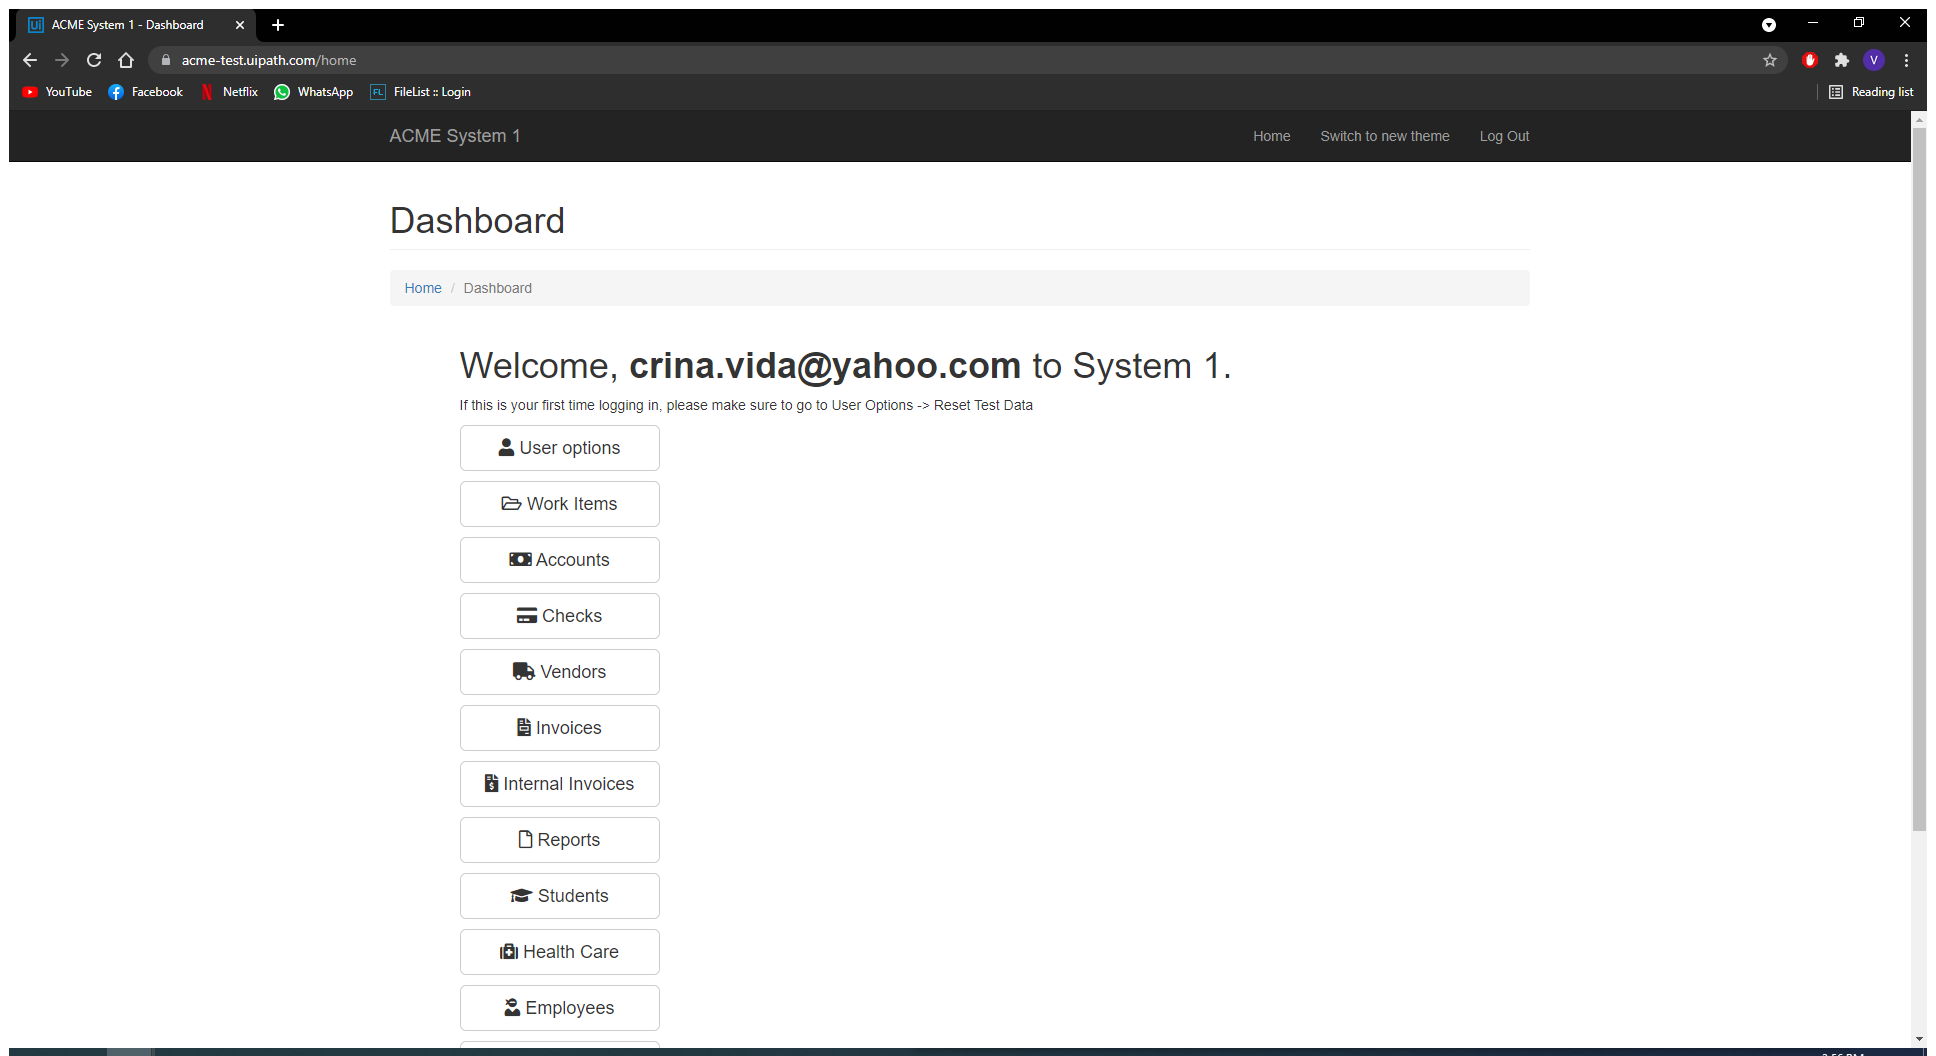 ACME System 1 - Dashboard
acme-test.uipath.com/home
YouTube Facebook Netflix WhatsApp FL FileList :: Login Reading list
ACME System 1 Home Switch to new theme Log Out
Dashboard
Home / Dashboard
Welcome, crina.vida@yahoo.com to System 1.
If this is your first time logging in, please make sure to go to User Options -> Reset Test Data
User options
Work Items
Accounts
Checks
Vendors
Invoices
Internal Invoices
Reports
Students
Health Care
Employees